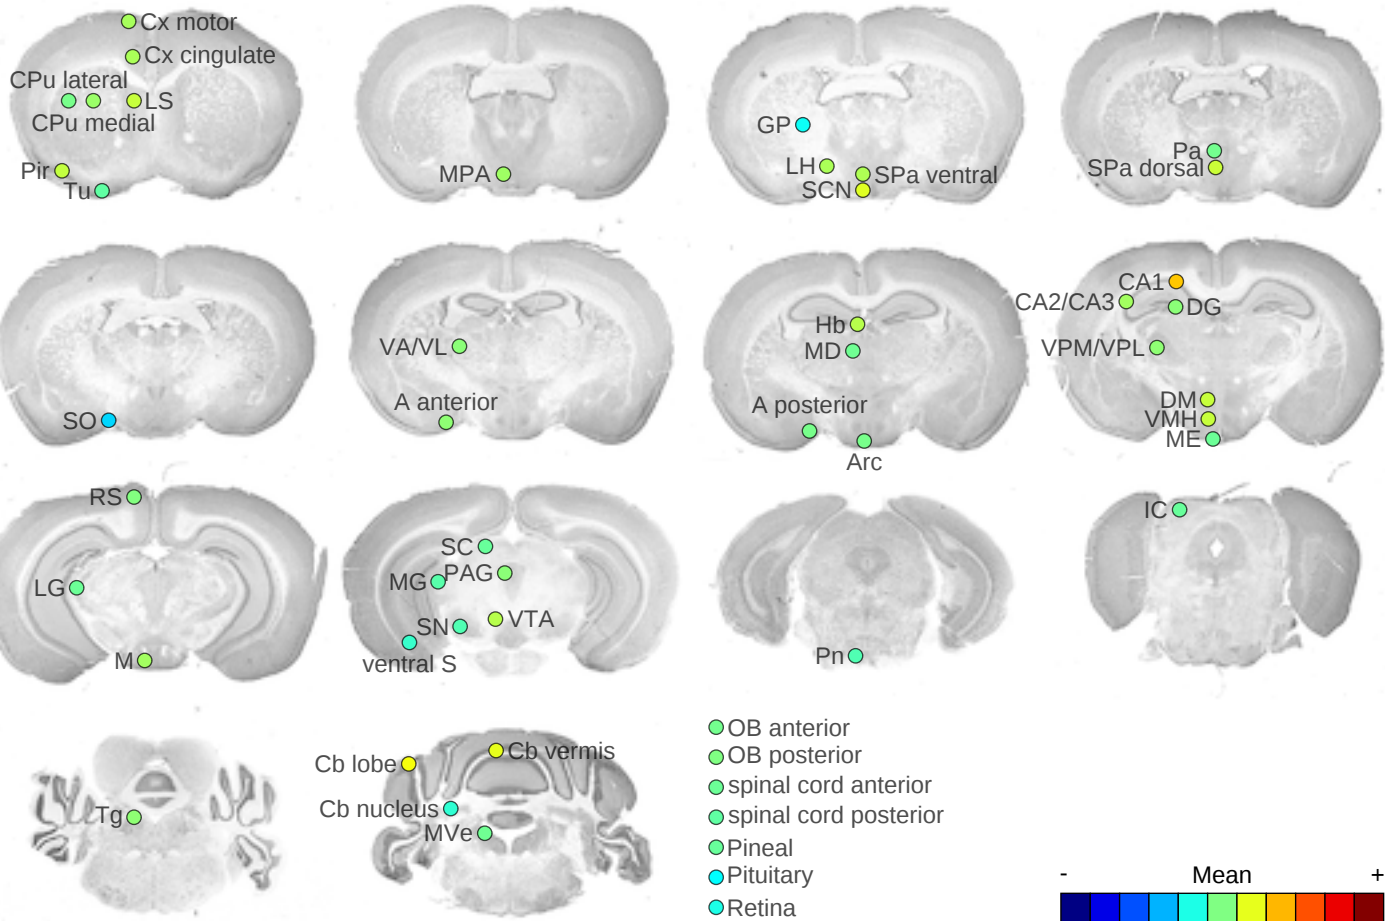 Cx motor
Cx cingulate
CPu lateral
LS
CPu medial
Pir
Tu
MPA
GP
LH
SPa ventral
SCN
Pa
SPa dorsal
SO
VA/VL
A anterior
Hb
MD
A posterior
Arc
CA1
CA2/CA3
DG
VPM/VPL
DM
VMH
ME
RS
LG
M
SC
PAG
MG
VTA
SN
ventral S
Pn
IC
Tg
Cb vermis
Cb lobe
Cb nucleus
MVe
OB anterior
OB posterior
spinal cord anterior
spinal cord posterior
Pineal
Pituitary
Retina
- Mean +